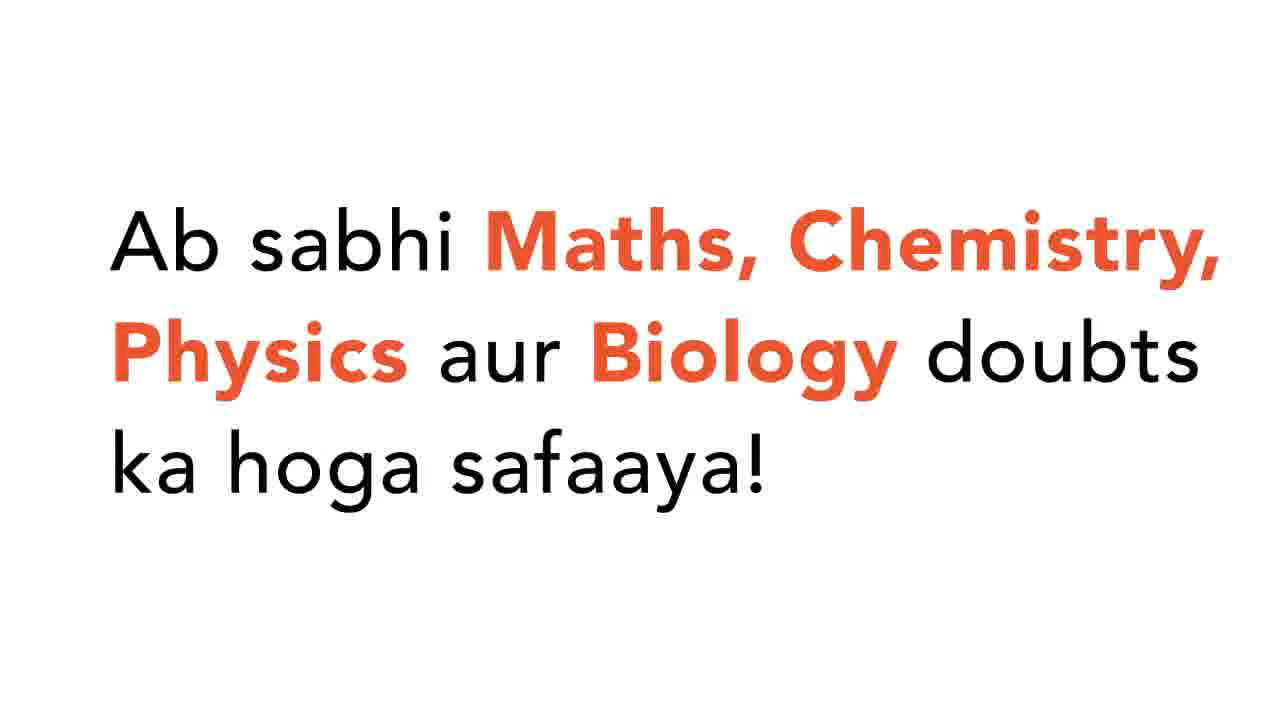 Ab sabhi Maths, Chemistry,
Physics aur Biology doubts
ka hoga safaaya!